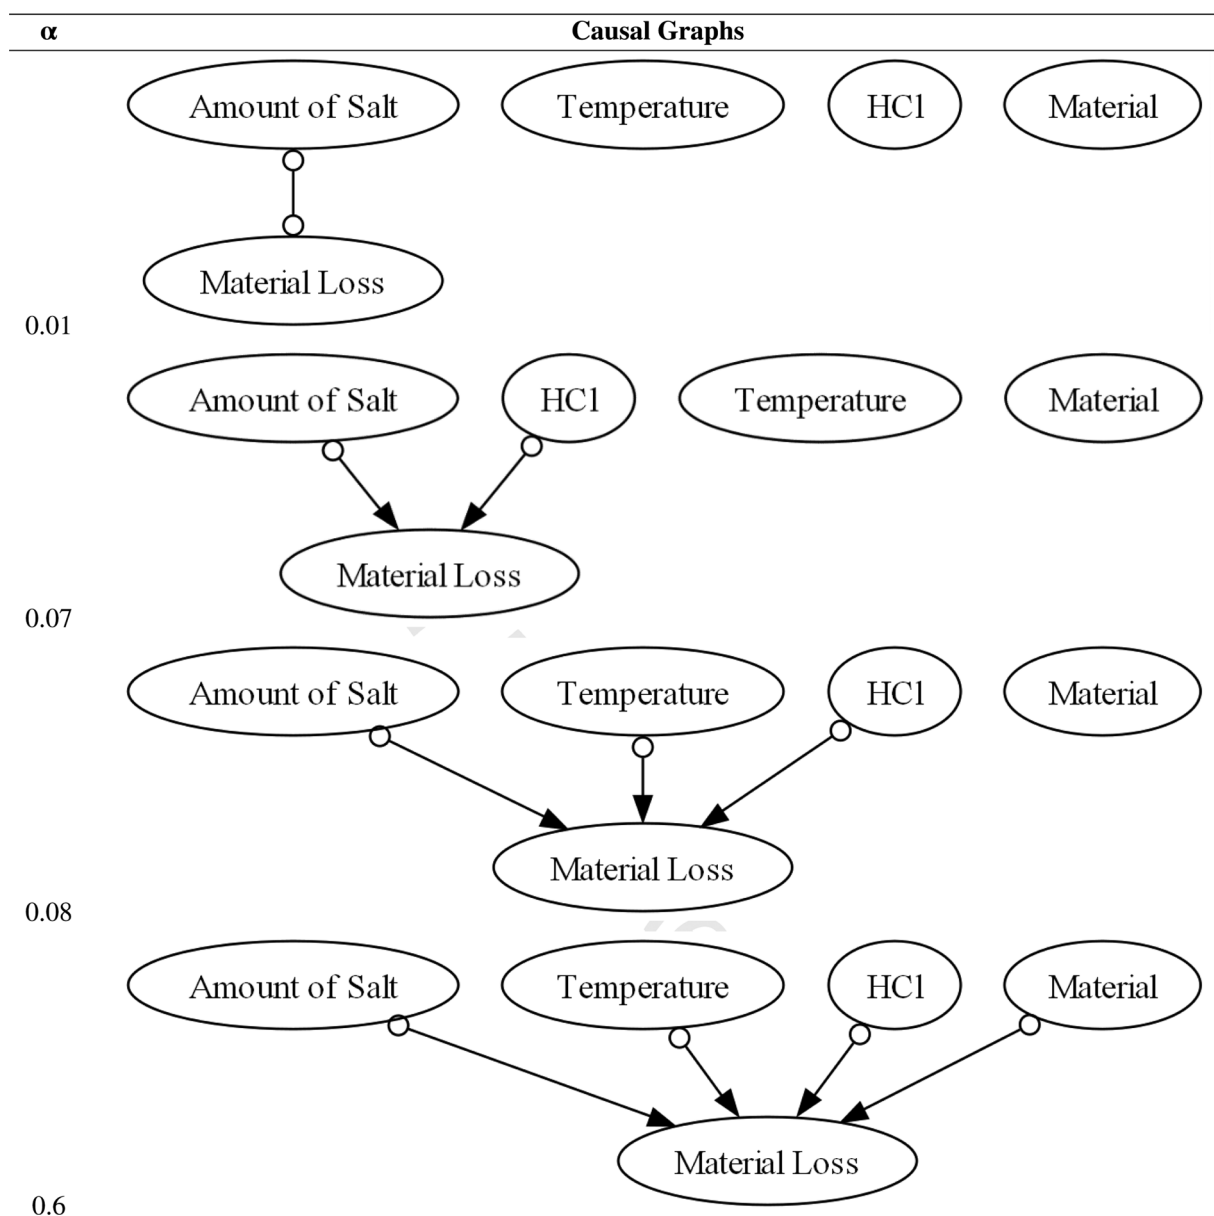 α Causal Graphs
Amount of Salt Temperature HCl Material
Material Loss
0.01
Amount of Salt HCl Temperature Material
Material Loss
0.07
Amount of Salt Temperature HCl Material
Material Loss
0.08
Amount of Salt Temperature HCl Material
Material Loss
0.6